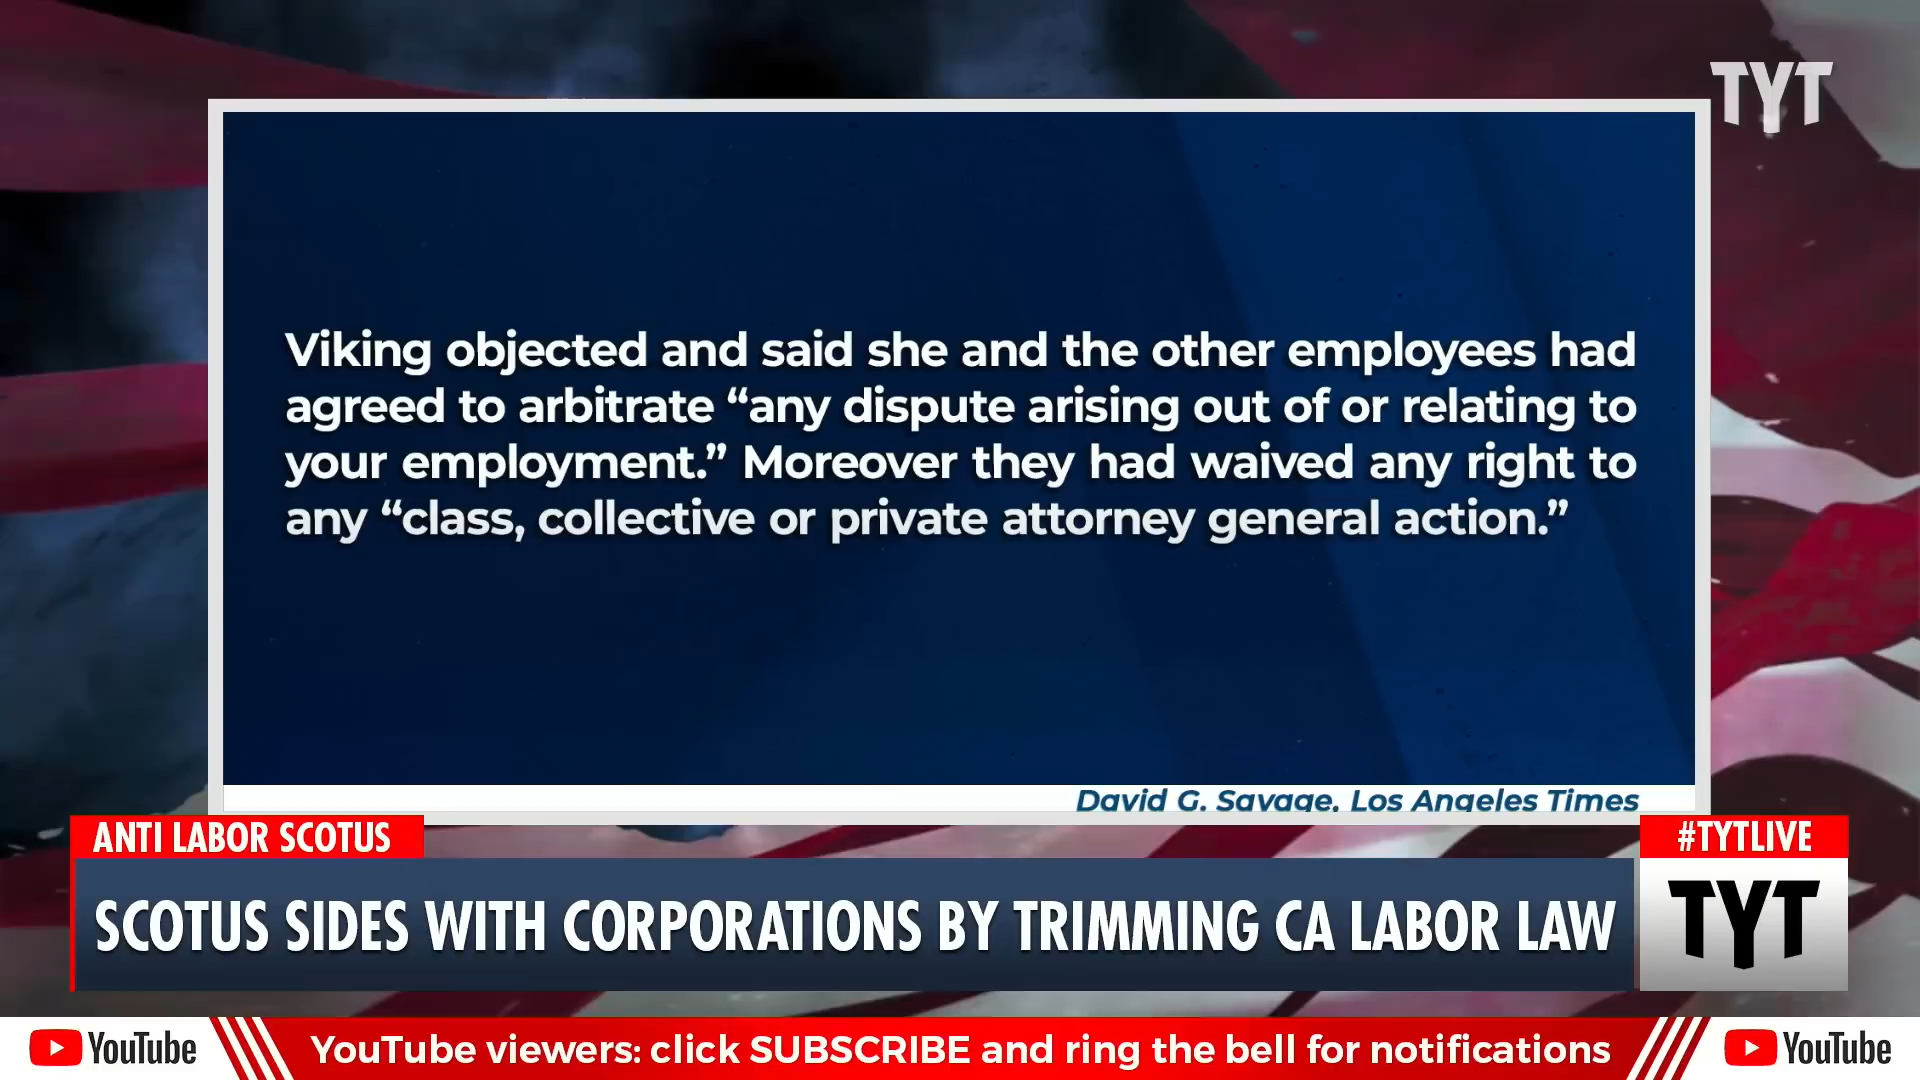 TYT
Viking objected and said she and the other employees had
agreed to arbitrate “any dispute arising out of or relating to
your employment.” Moreover they had waived any right to
any “class, collective or private attorney general action.”
David G. Savage, Los Angeles Times
ANTI LABOR SCOTUS
#TYTLIVE
SCOTUS SIDES WITH CORPORATIONS BY TRIMMING CA LABOR LAW
TYT
YouTube
YouTube viewers: click SUBSCRIBE and ring the bell for notifications
YouTube